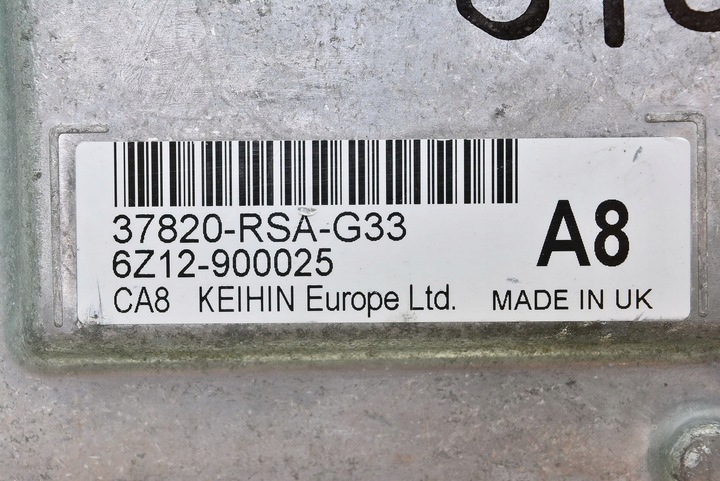 37820-RSA-G33
6Z12-900025
A8
CA8 KEIHIN Europe Ltd. MADE IN UK